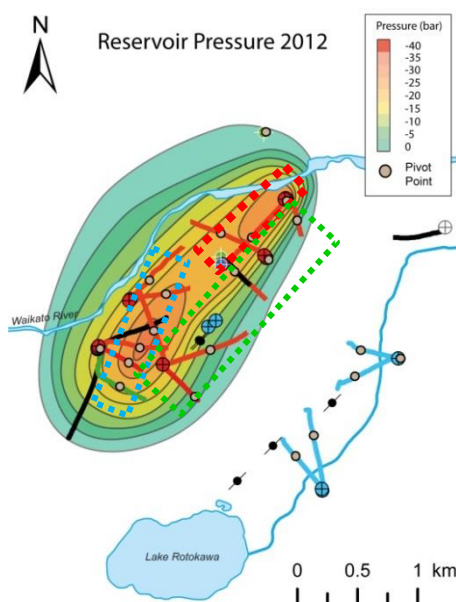 Reservoir Pressure 2012
N
Pressure (bar)
-40
-35
-30
-25
-20
-15
-10
-5
0
Pivot
Point
Waikato River
Lake Rotokawa
0 0.5 1 km